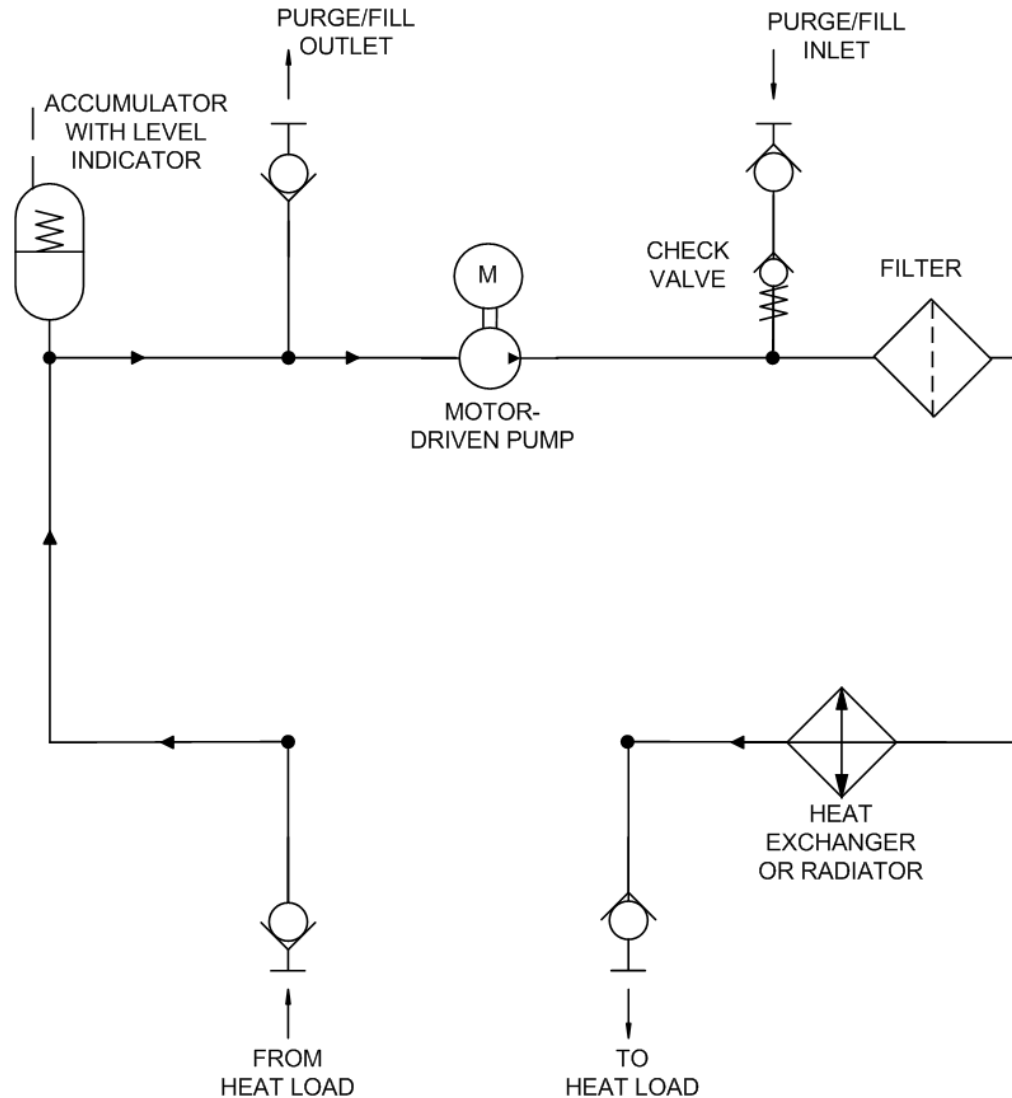 PURGE/FILL
OUTLET
PURGE/FILL
INLET
ACCUMULATOR
WITH LEVEL
INDICATOR
CHECK
VALVE
FILTER
M
MOTOR-
DRIVEN PUMP
HEAT
EXCHANGER
OR RADIATOR
FROM
HEAT LOAD
TO
HEAT LOAD